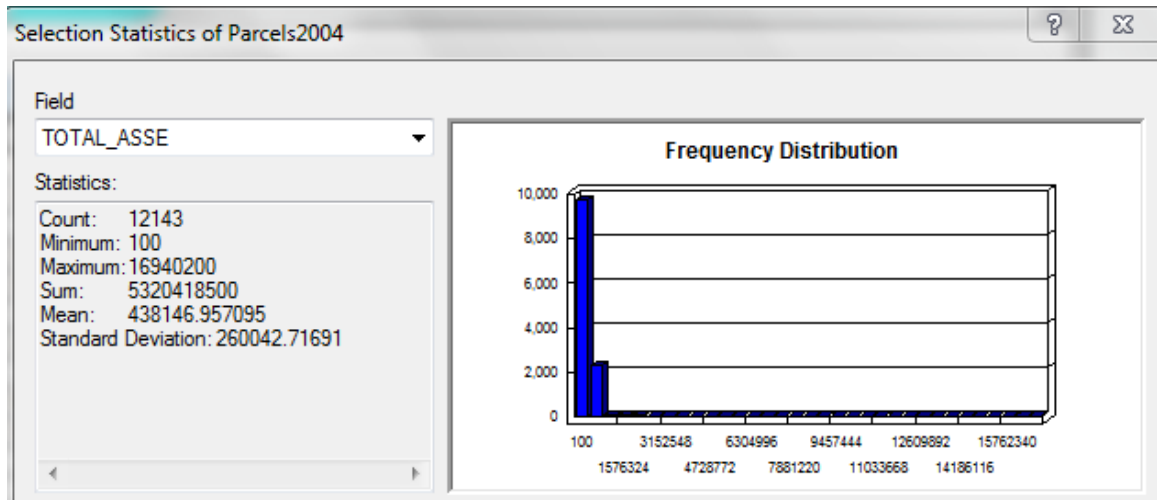 Selection Statistics of Parcels2004
Field
TOTAL_ASSE
Statistics:
Count: 12143
Minimum: 100
Maximum: 16940200
Sum: 5320418500
Mean: 438146.957095
Standard Deviation: 260042.71691
Frequency Distribution
10,000
8,000
6,000
4,000
2,000
0
100 3152548 6304996 9457444 12609892 15762340
1576324 4728772 7881220 11033668 14186116